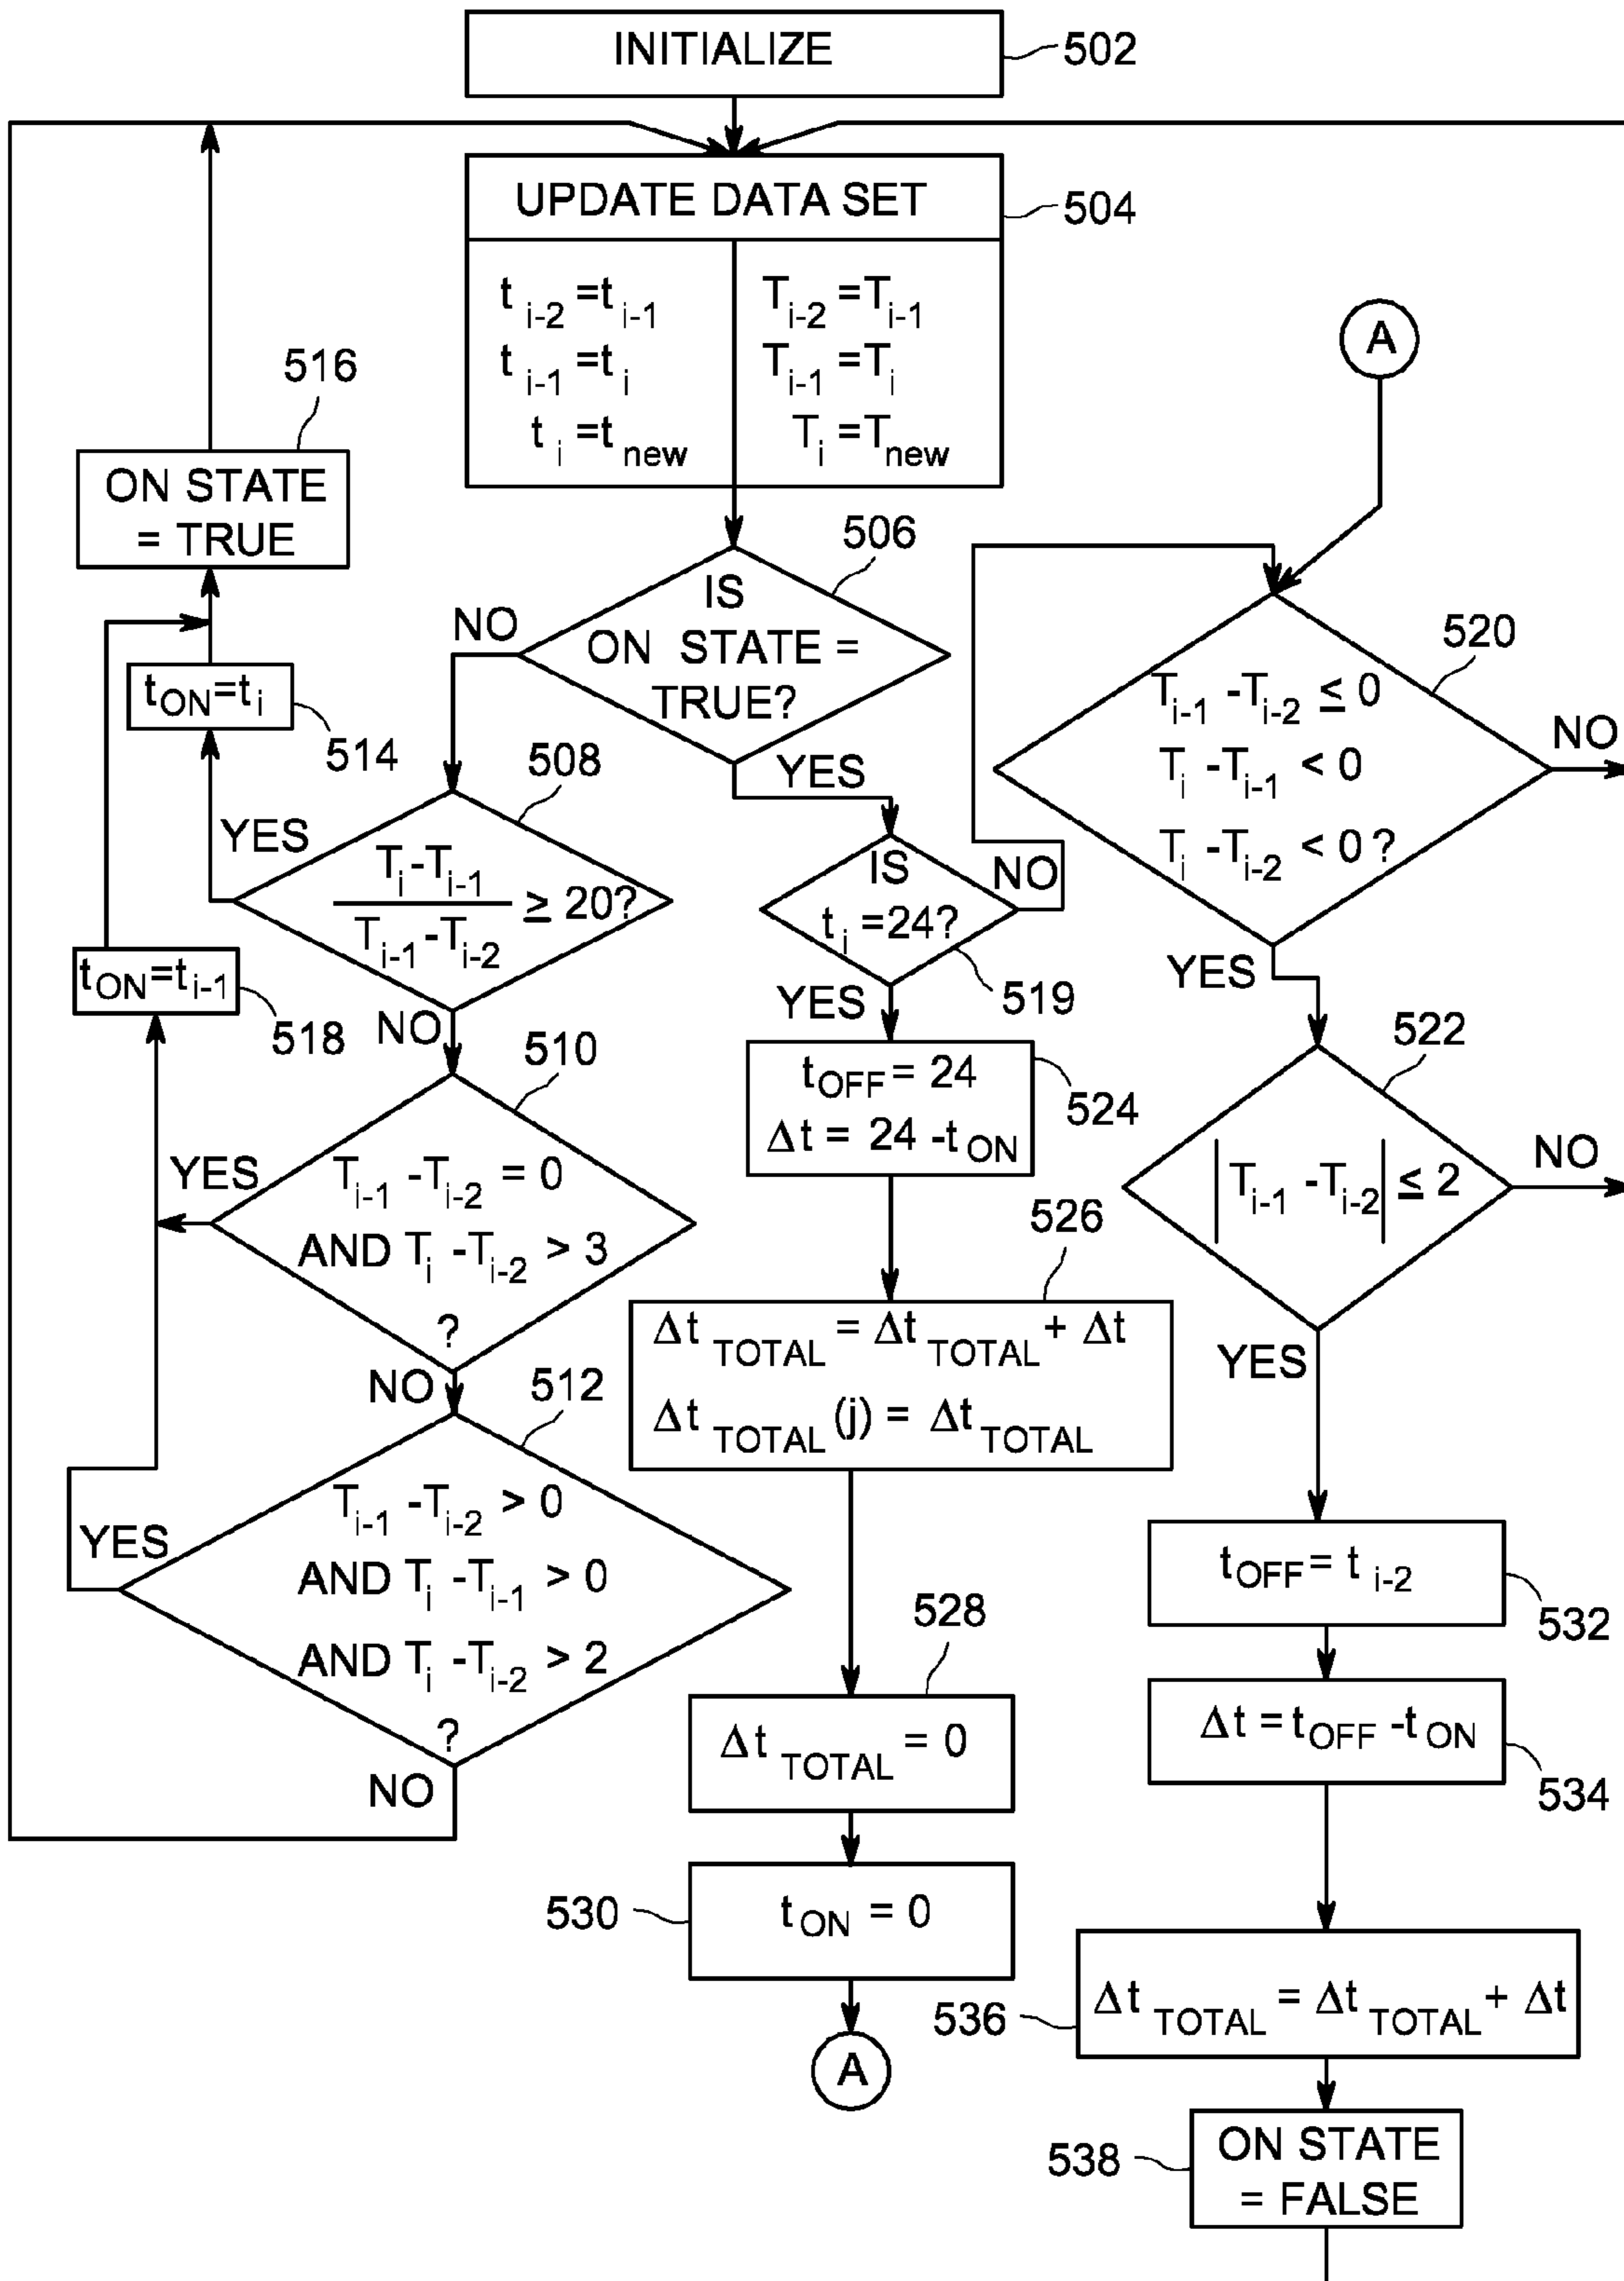 INITIALIZE
502
UPDATE DATA SET
504
t i-2 =t i-1
t i-1 =t i
t i =t new
T i-2 =T i-1
T i-1 =T i
T i =T new
A
516
ON STATE
= TRUE
506
IS
ON STATE =
TRUE?
NO
YES
t ON =t i
514
508
T i -T i-1
T i-1 -T i-2
≥ 20?
YES
NO
t ON =t i-1
518
510
T i-1 -T i-2 = 0
AND T i -T i-2 > 3
?
YES
NO
512
T i-1 -T i-2 > 0
AND T i -T i-1 > 0
AND T i -T i-2 > 2
?
YES
NO
IS
t i =24?
NO
519
YES
t OFF = 24
Δt = 24 -t ON
524
526
Δt TOTAL = Δt TOTAL + Δt
Δt TOTAL (j) = Δt TOTAL
528
Δt TOTAL = 0
530
t ON = 0
A
520
T i-1 -T i-2 ≤ 0
T i -T i-1 < 0
T i -T i-2 < 0 ?
NO
YES
522
|T i-1 -T i-2| ≤ 2
NO
YES
t OFF = t i-2
532
Δt = t OFF -t ON
534
536
Δt TOTAL = Δt TOTAL + Δt
538
ON STATE
= FALSE